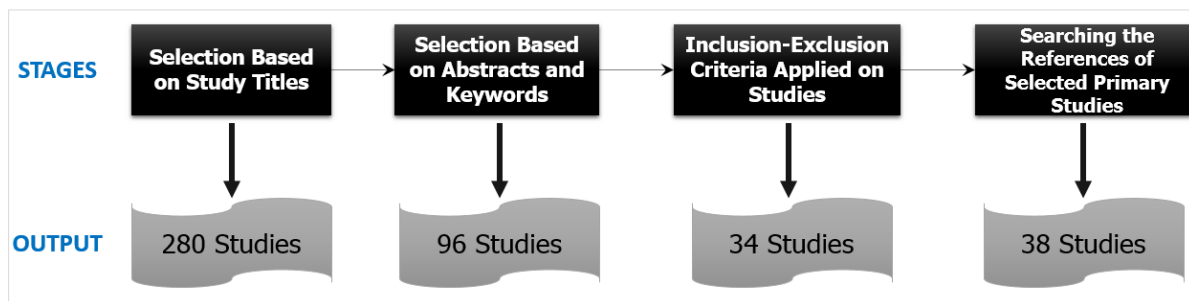 STAGES
Selection Based
on Study Titles
Selection Based
on Abstracts and
Keywords
Inclusion-Exclusion
Criteria Applied on
Studies
Searching the
References of
Selected Primary
Studies
OUTPUT
280 Studies
96 Studies
34 Studies
38 Studies